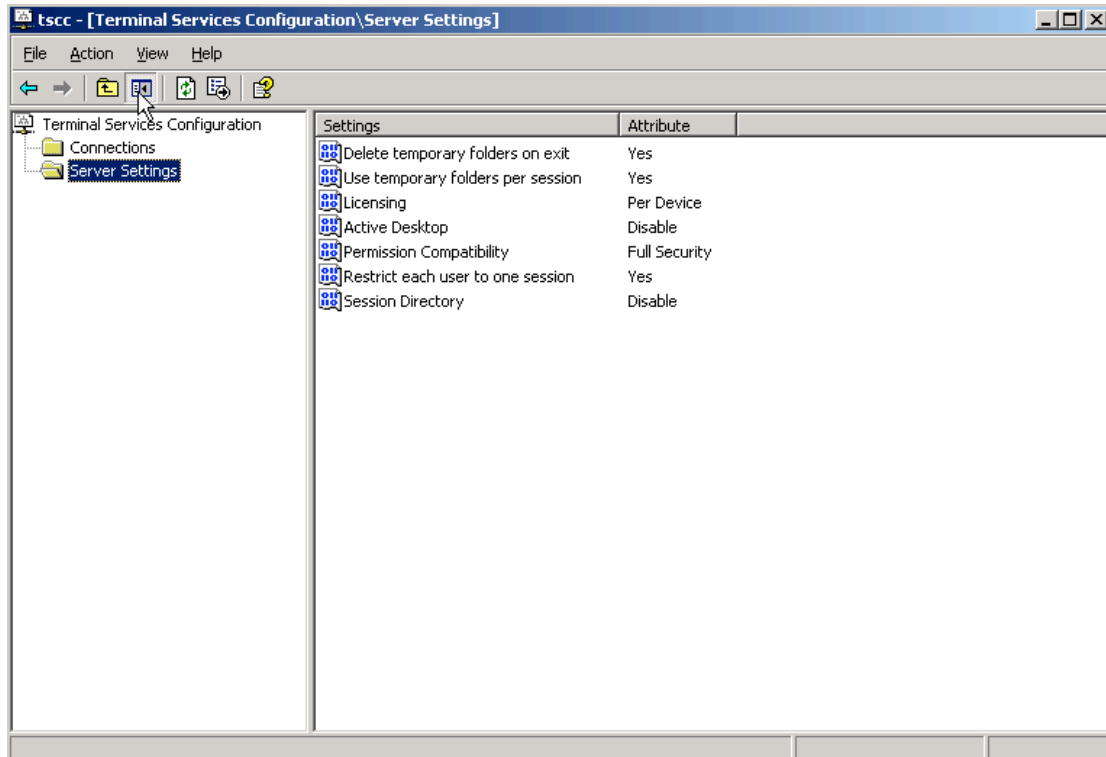 tscc - [Terminal Services Configuration\Server Settings]
File Action View Help
Terminal Services Configuration
Connections
Server Settings
Settings Attribute
Delete temporary folders on exit Yes
Use temporary folders per session Yes
Licensing Per Device
Active Desktop Disable
Permission Compatibility Full Security
Restrict each user to one session Yes
Session Directory Disable